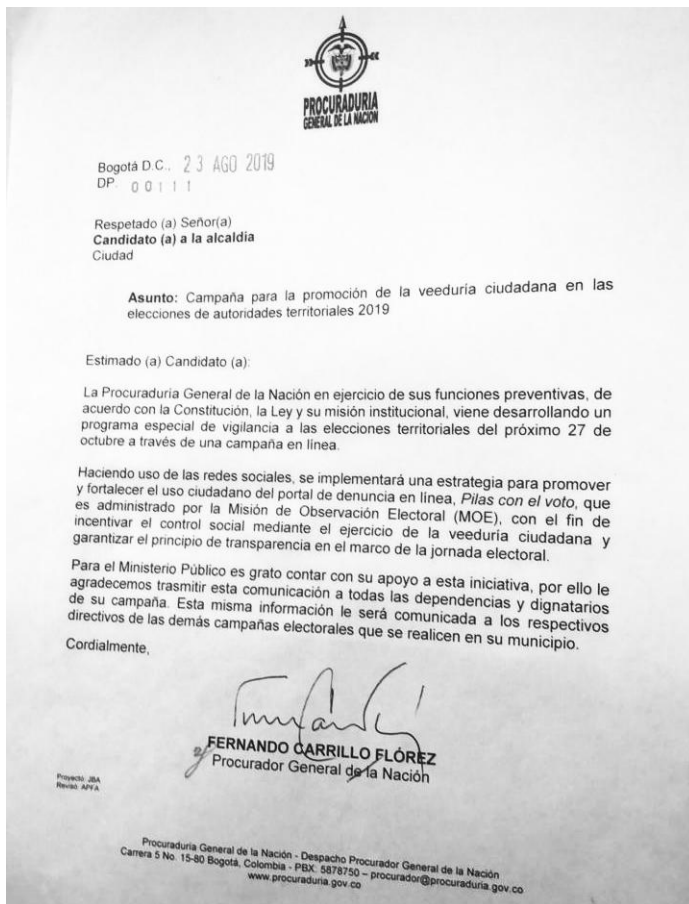 PROCURADURIA
GENERAL DE LA NACION
Bogotá D.C., 23 AGO 2019
DP. 00111
Respetado (a) Señor(a)
Candidato (a) a la alcaldía
Ciudad
Asunto: Campaña para la promoción de la veeduría ciudadana en las
elecciones de autoridades territoriales 2019
Estimado (a) Candidato (a):
La Procuraduría General de la Nación en ejercicio de sus funciones preventivas, de
acuerdo con la Constitución, la Ley y su misión institucional, viene desarrollando un
programa especial de vigilancia a las elecciones territoriales del próximo 27 de
octubre a través de una campaña en línea.
Haciendo uso de las redes sociales, se implementará una estrategia para promover
y fortalecer el uso ciudadano del portal de denuncia en línea, Pilas con el voto, que
es administrado por la Misión de Observación Electoral (MOE), con el fin de
incentivar el control social mediante el ejercicio de la veeduría ciudadana y
garantizar el principio de transparencia en el marco de la jornada electoral.
Para el Ministerio Público es grato contar con su apoyo a esta iniciativa, por ello le
agradecemos trasmitir esta comunicación a todas las dependencias y dignatarios
de su campaña. Esta misma información le será comunicada a los respectivos
directivos de las demás campañas electorales que se realicen en su municipio.
Cordialmente,
FERNANDO CARRILLO FLÓREZ
Procurador General de la Nación
Proyectó: JBA
Revisó: APFA
Procuraduría General de la Nación - Despacho Procurador General de la Nación
Carrera 5 No. 15-80 Bogotá, Colombia - PBX: 5878750 – procurador@procuraduria.gov.co
www.procuraduria.gov.co